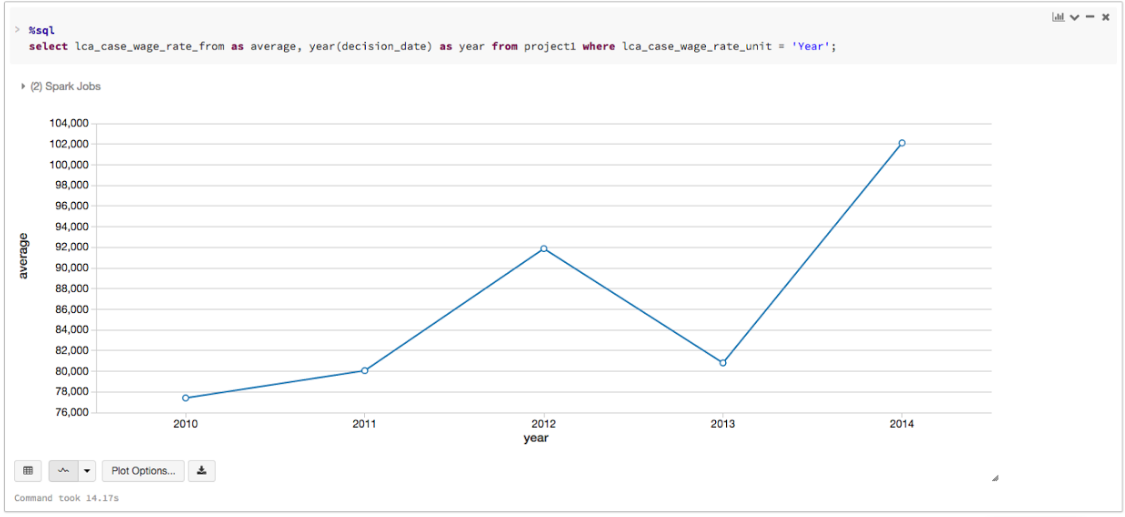 > %sql
select lca_case_wage_rate_from as average, year(decision_date) as year from project1 where lca_case_wage_rate_unit = 'Year';
(2) Spark Jobs
104,000
102,000
100,000
98,000
96,000
94,000
92,000
90,000
88,000
86,000
84,000
82,000
80,000
78,000
76,000
average
2010 2011 2012 2013 2014
year
Plot Options...
Command took 14.17s